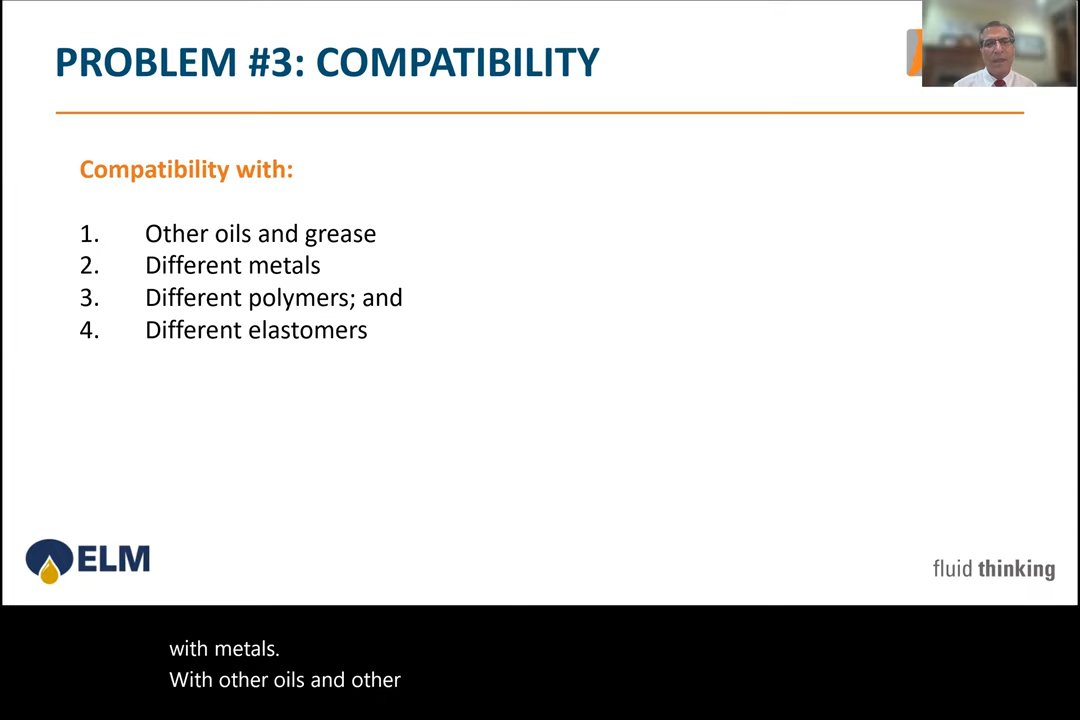 PROBLEM #3: COMPATIBILITY
Compatibility with:
1. Other oils and grease
2. Different metals
3. Different polymers; and
4. Different elastomers
ELM
fluid thinking
with metals.
With other oils and other